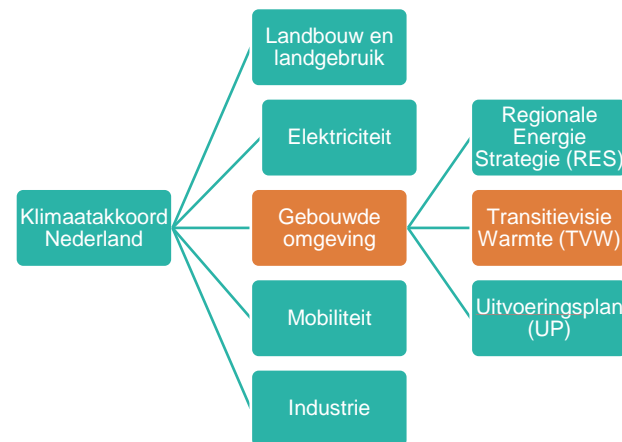 Landbouw en
landgebruik
Elektriciteit
Klimaatakkoord
Nederland
Gebouwde
omgeving
Mobiliteit
Industrie
Regionale
Energie
Strategie (RES)
Transitievisie
Warmte (TVW)
Uitvoeringsplan
(UP)